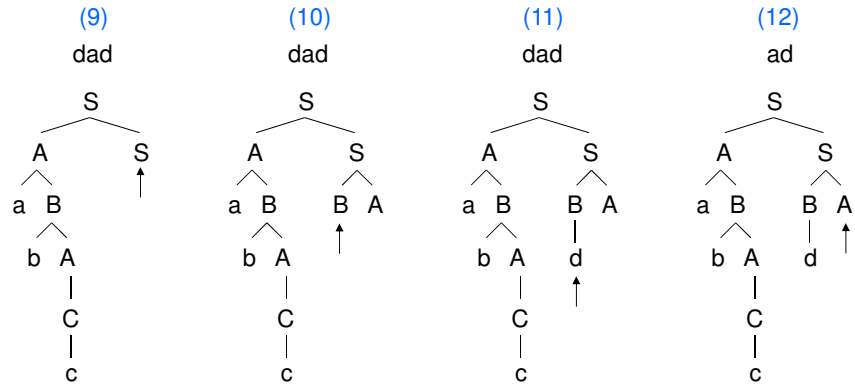 (9) (10) (11) (12)
dad dad dad ad
S S S S
A S A S A S A S
a B a B B A a B B A a B B A
b A b A b A d b A d
C C C C
c c c c